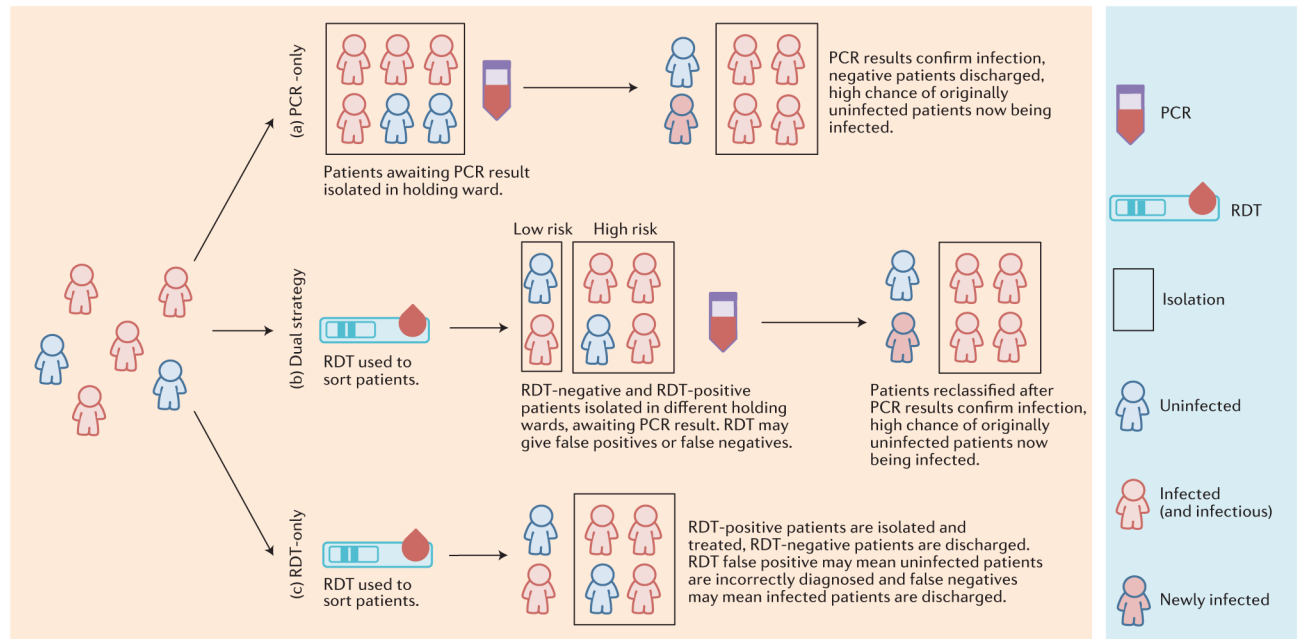 (a) PCR -only
Patients awaiting PCR result
isolated in holding ward.
PCR results confirm infection,
negative patients discharged,
high chance of originally
uninfected patients now being
infected.
(b) Dual strategy
RDT used to
sort patients.
Low risk
High risk
RDT-negative and RDT-positive
patients isolated in different holding
wards, awaiting PCR result. RDT may
give false positives or false negatives.
Patients reclassified after
PCR results confirm infection,
high chance of originally
uninfected patients now
being infected.
(c) RDT-only
RDT used to
sort patients.
RDT-positive patients are isolated and
treated, RDT-negative patients are discharged.
RDT false positive may mean uninfected patients
are incorrectly diagnosed and false negatives
may mean infected patients are discharged.
PCR
RDT
Isolation
Uninfected
Infected
(and infectious)
Newly infected